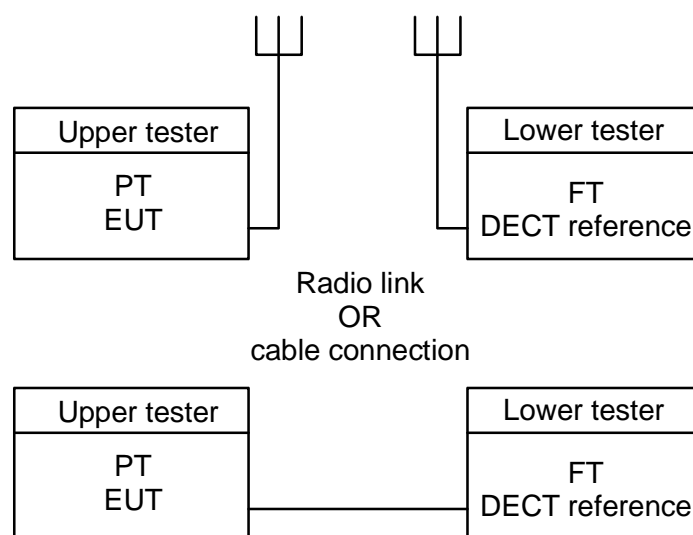 Upper tester
PT
EUT
Lower tester
FT
DECT reference
Radio link
OR
cable connection
Upper tester
PT
EUT
Lower tester
FT
DECT reference